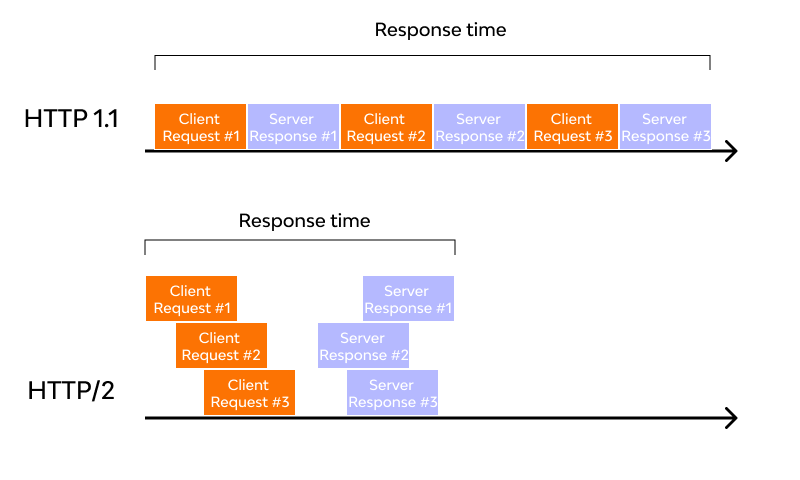 Response time
HTTP 1.1
Client
Request #1
Server
Response #1
Client
Request #2
Server
Response #2
Client
Request #3
Server
Response #3
Response time
Client
Request #1
Server
Response #1
Client
Request #2
Server
Response #2
HTTP/2
Client
Request #3
Server
Response #3